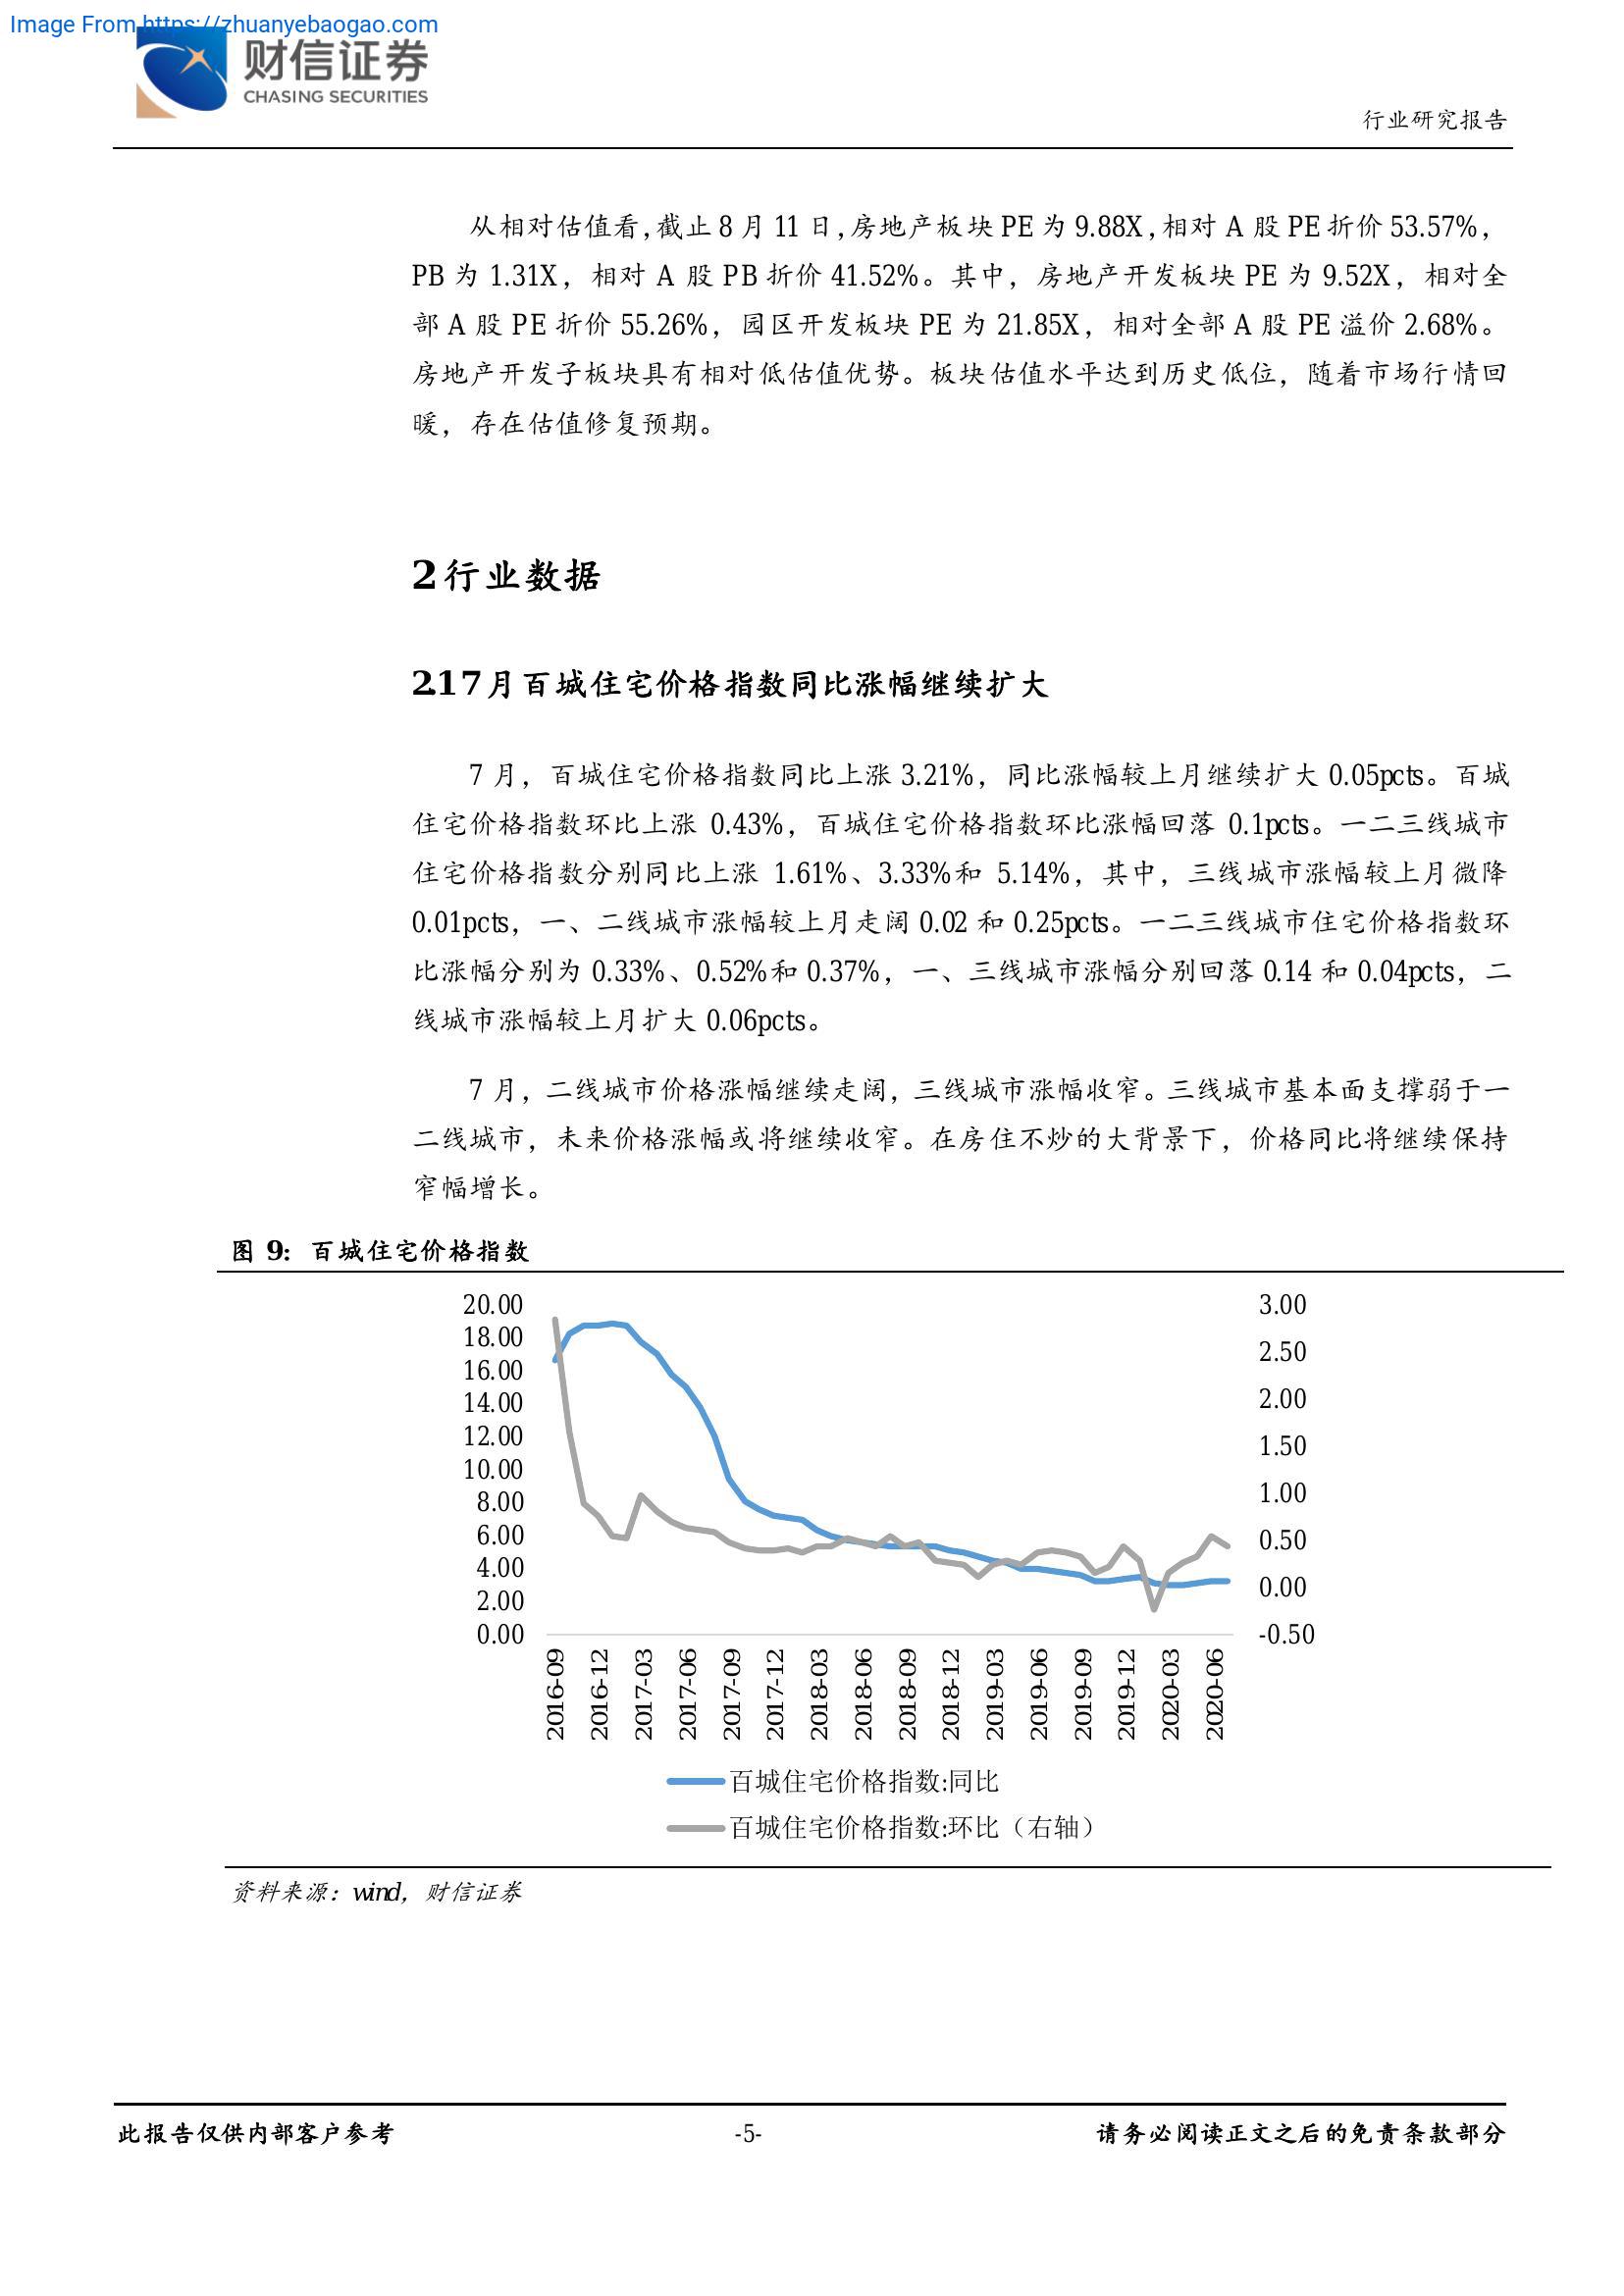 Image From https://zhuanyebaogao.com
财信证券
CHASING SECURITIES
行业研究报告
从相对估值看，截止 8 月 11 日，房地产板块 PE 为 9.88X，相对 A 股 PE 折价 53.57%，
PB 为 1.31X，相对 A 股 PB 折价 41.52%。其中，房地产开发板块 PE 为 9.52X，相对全
部 A 股 PE 折价 55.26%，园区开发板块 PE 为 21.85X，相对全部 A 股 PE 溢价 2.68%。
房地产开发子板块具有相对低估值优势。板块估值水平达到历史低位，随着市场行情回
暖，存在估值修复预期。
2 行业数据
2.1 7 月百城住宅价格指数同比涨幅继续扩大
7 月，百城住宅价格指数同比上涨 3.21%，同比涨幅较上月继续扩大 0.05pcts。百城
住宅价格指数环比上涨 0.43%，百城住宅价格指数环比涨幅回落 0.1pcts。一二三线城市
住宅价格指数分别同比上涨 1.61%、3.33%和 5.14%，其中，三线城市涨幅较上月微降
0.01pcts，一、二线城市涨幅较上月走阔 0.02 和 0.25pcts。一二三线城市住宅价格指数环
比涨幅分别为 0.33%、0.52%和 0.37%，一、三线城市涨幅分别回落 0.14 和 0.04pcts，二
线城市涨幅较上月扩大 0.06pcts。
7 月，二线城市价格涨幅继续走阔，三线城市涨幅收窄。三线城市基本面支撑弱于一
二线城市，未来价格涨幅或将继续收窄。在房住不炒的大背景下，价格同比将继续保持
窄幅增长。
图 9：百城住宅价格指数
20.00
18.00
16.00
14.00
12.00
10.00
8.00
6.00
4.00
2.00
0.00
3.00
2.50
2.00
1.50
1.00
0.50
0.00
-0.50
2016-09
2016-12
2017-03
2017-06
2017-09
2017-12
2018-03
2018-06
2018-09
2018-12
2019-03
2019-06
2019-09
2019-12
2020-03
2020-06
百城住宅价格指数:同比
百城住宅价格指数:环比（右轴）
资料来源：wind，财信证券
此报告仅供内部客户参考
-5-
请务必阅读正文之后的免责条款部分